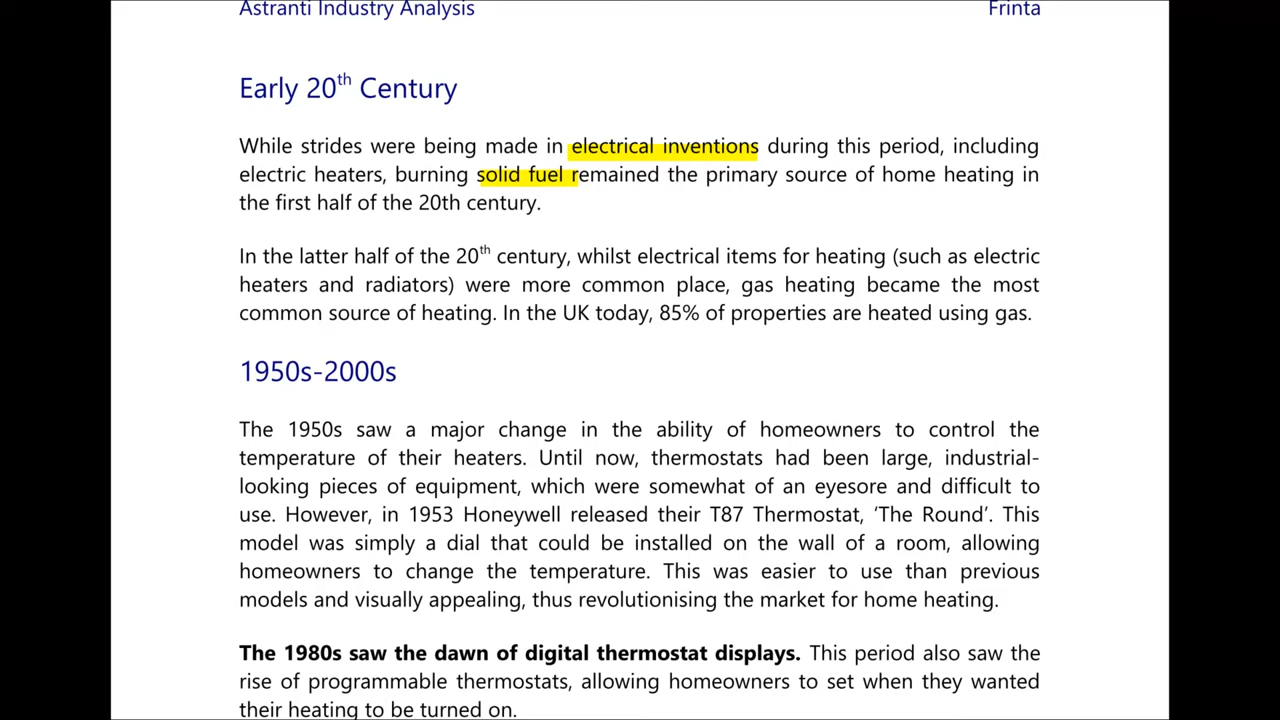 Astranti Industry Analysis Frinta
Early 20th Century
While strides were being made in electrical inventions during this period, including
electric heaters, burning solid fuel remained the primary source of home heating in
the first half of the 20th century.
In the latter half of the 20th century, whilst electrical items for heating (such as electric
heaters and radiators) were more common place, gas heating became the most
common source of heating. In the UK today, 85% of properties are heated using gas.
1950s-2000s
The 1950s saw a major change in the ability of homeowners to control the
temperature of their heaters. Until now, thermostats had been large, industrial-
looking pieces of equipment, which were somewhat of an eyesore and difficult to
use. However, in 1953 Honeywell released their T87 Thermostat, ‘The Round’. This
model was simply a dial that could be installed on the wall of a room, allowing
homeowners to change the temperature. This was easier to use than previous
models and visually appealing, thus revolutionising the market for home heating.
The 1980s saw the dawn of digital thermostat displays. This period also saw the
rise of programmable thermostats, allowing homeowners to set when they wanted
their heating to be turned on.